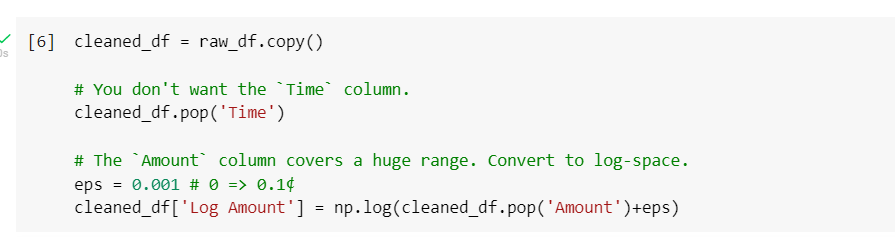 [6] cleaned_df = raw_df.copy()
# You don't want the `Time` column.
cleaned_df.pop('Time')
# The `Amount` column covers a huge range. Convert to log-space.
eps = 0.001 # 0 => 0.1¢
cleaned_df['Log Amount'] = np.log(cleaned_df.pop('Amount')+eps)